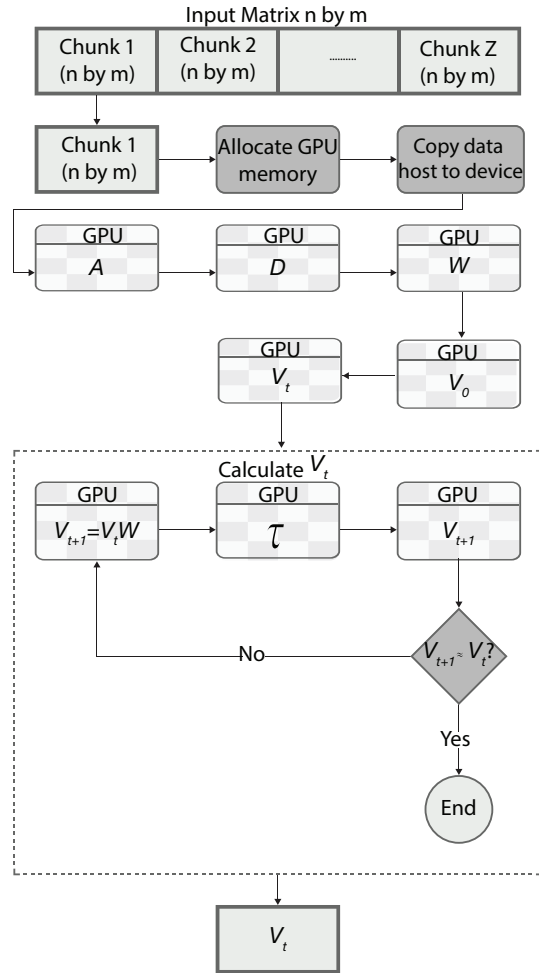 Input Matrix n by m
Chunk 1
(n by m)
Chunk 2
(n by m)
..........
Chunk Z
(n by m)
Chunk 1
(n by m)
Allocate GPU
memory
Copy data
host to device
GPU
A
GPU
D
GPU
W
GPU
V_t
GPU
V_0
Calculate V_t
GPU
V_{t+1}=V_tW
GPU
τ
GPU
V_{t+1}
No
V_{t+1} ≈ V_t?
Yes
End
V_t